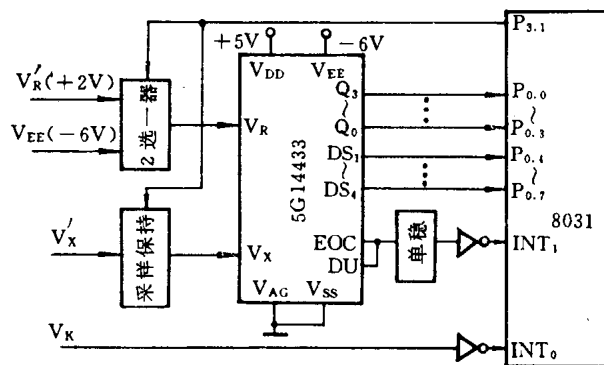 +5V
-6V
P3.1
V'R(+2V)
VEE(-6V)
2选一器
VDD
VEE
VR
Q3
~
Q0
DS1
~
DS4
5G14433
P0.0
~
P0.3
P0.4
~
P0.7
8031
V'X
采样保持
VX
EOC
DU
单稳
INT1
VAG
VSS
VK
INT0